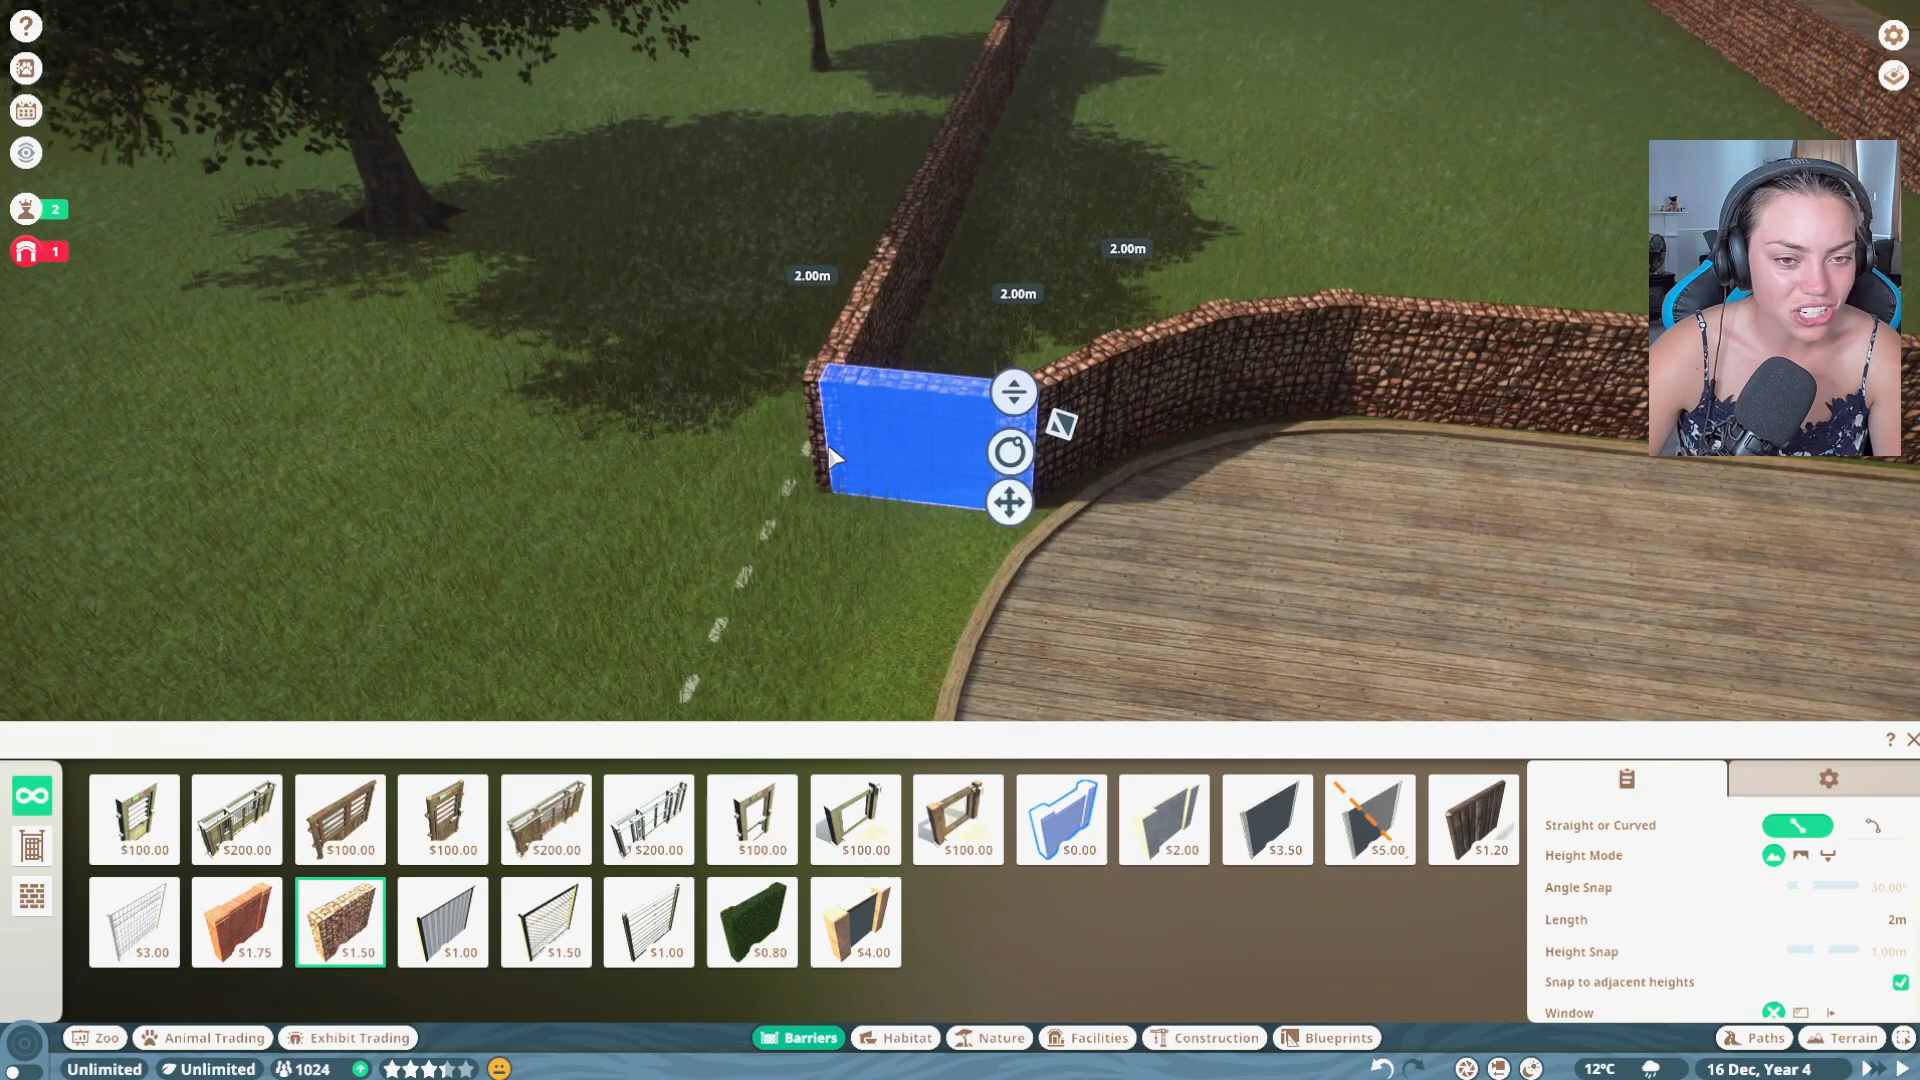 ?
2
1
2.00m
2.00m
2.00m
?
$100.00 $200.00 $100.00 $100.00 $200.00 $200.00 $100.00 $100.00 $100.00 $0.00 $2.00 $3.50 $5.00 $1.20
$3.00 $1.75 $1.50 $1.00 $1.50 $1.00 $0.80 $4.00
Straight or Curved
Height Mode
Angle Snap 30.00°
Length 2m
Height Snap 1.00m
Snap to adjacent heights
Window
Zoo Animal Trading Exhibit Trading Barriers Habitat Nature Facilities Construction Blueprints Paths Terrain
Unlimited Unlimited 1024 12°C 16 Dec, Year 4